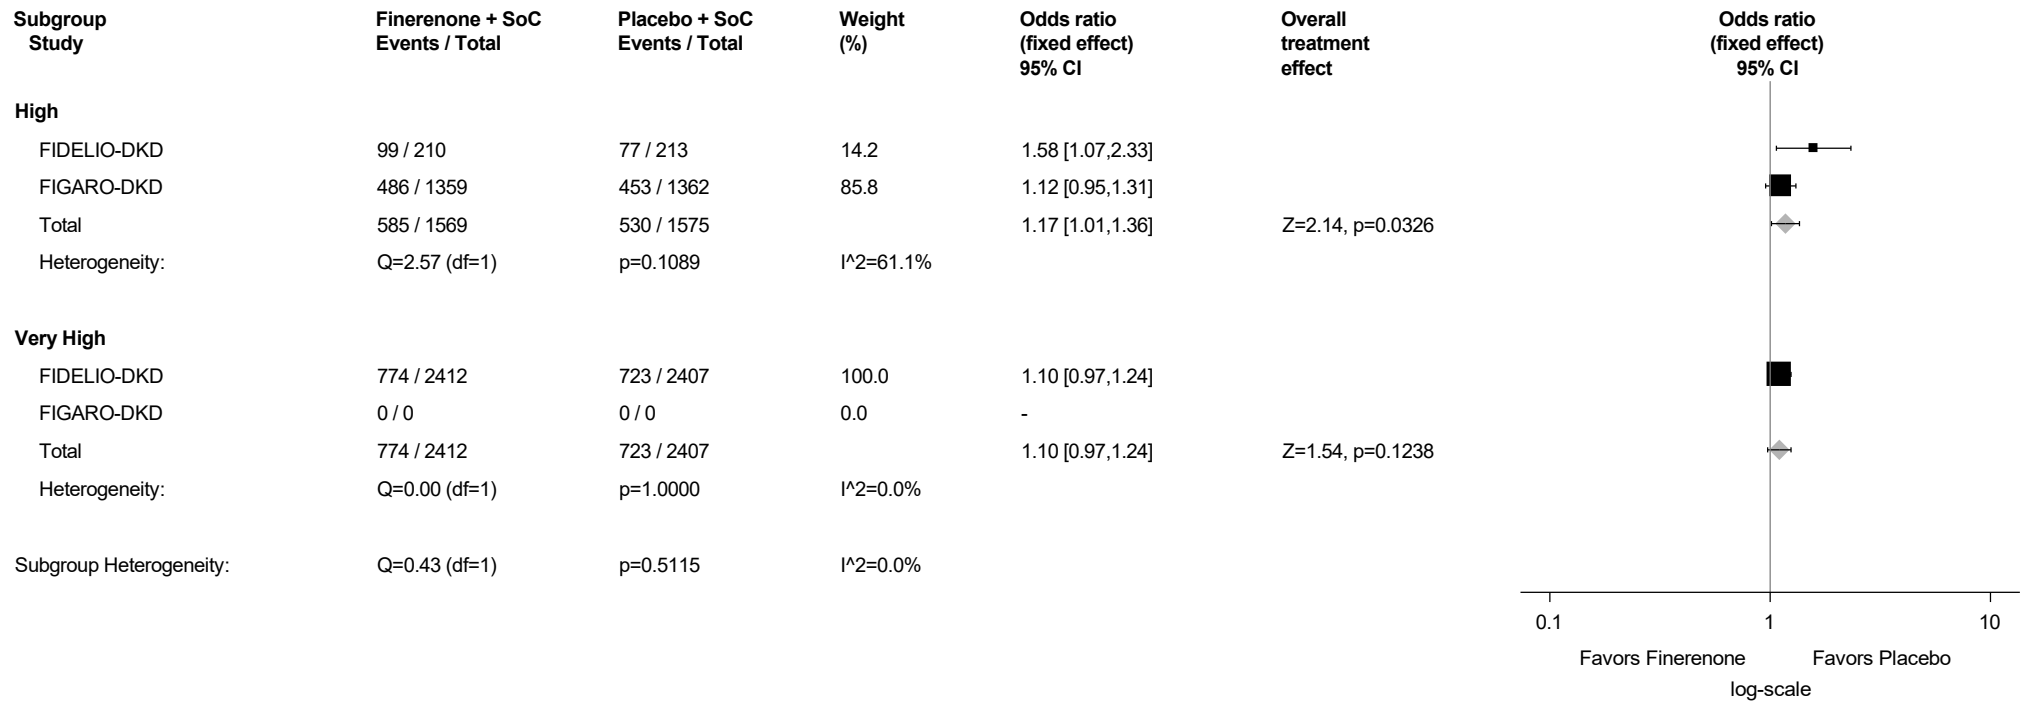 Subgroup Finerenone + SoC Placebo + SoC Weight Odds ratio Overall Odds ratio
Study Events / Total Events / Total (%) (fixed effect) treatment (fixed effect)
95% CI effect 95% CI
High
FIDELIO-DKD 99 / 210 77 / 213 14.2 1.58 [1.07,2.33]
FIGARO-DKD 486 / 1359 453 / 1362 85.8 1.12 [0.95,1.31]
Total 585 / 1569 530 / 1575 1.17 [1.01,1.36] Z=2.14, p=0.0326
Heterogeneity: Q=2.57 (df=1) p=0.1089 I^2=61.1%
Very High
FIDELIO-DKD 774 / 2412 723 / 2407 100.0 1.10 [0.97,1.24]
FIGARO-DKD 0 / 0 0 / 0 0.0 -
Total 774 / 2412 723 / 2407 1.10 [0.97,1.24] Z=1.54, p=0.1238
Heterogeneity: Q=0.00 (df=1) p=1.0000 I^2=0.0%
Subgroup Heterogeneity: Q=0.43 (df=1) p=0.5115 I^2=0.0%
0.1 1 10
Favors Finerenone Favors Placebo
log-scale